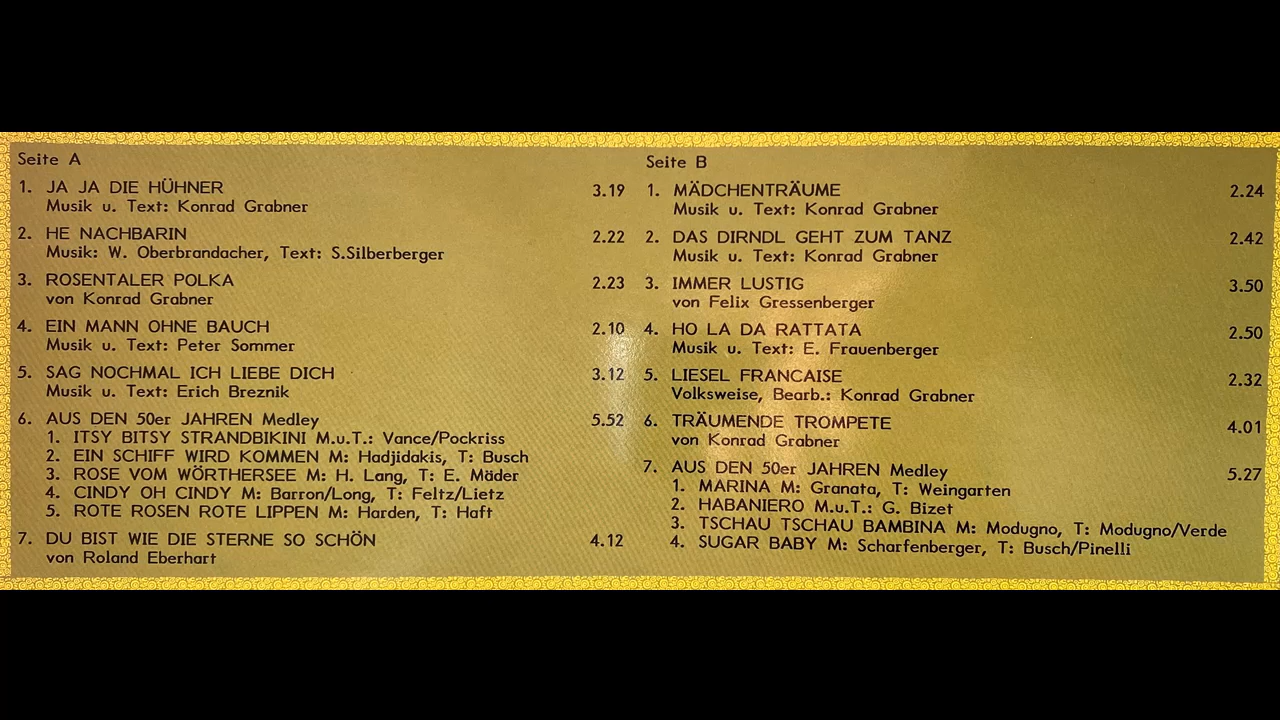 Seite A
1. JA JA DIE HÜHNER 3.19
Musik u. Text: Konrad Grabner
2. HE NACHBARIN
Musik: W. Oberbrandacher, Text: S.Silberberger 2.22
3. ROSENTALER POLKA 2.23
von Konrad Grabner
4. EIN MANN OHNE BAUCH 2.10
Musik u. Text: Peter Sommer
5. SAG NOCHMAL ICH LIEBE DICH 3.12
Musik u. Text: Erich Breznik
6. AUS DEN 50er JAHREN Medley 5.52
1. ITSY BITSY STRANDBIKINI M.u.T.: Vance/Pockriss
2. EIN SCHIFF WIRD KOMMEN M: Hadjidakis, T: Busch
3. ROSE VOM WÖRTHERSEE M: H. Lang, T: E. Mäder
4. CINDY OH CINDY M: Barron/Long, T: Feltz/Lietz
5. ROTE ROSEN ROTE LIPPEN M: Harden, T: Haft
7. DU BIST WIE DIE STERNE SO SCHÖN 4.12
von Roland Eberhart
Seite B
1. MÄDCHENTRÄUME 2.24
Musik u. Text: Konrad Grabner
2. DAS DIRNDL GEHT ZUM TANZ 2.42
Musik u. Text: Konrad Grabner
3. IMMER LUSTIG 3.50
von Felix Gressenberger
4. HO LA DA RATTATA 2.50
Musik u. Text: E. Frauenberger
5. LIESEL FRANCAISE 2.32
Volksweise, Bearb.: Konrad Grabner
6. TRÄUMENDE TROMPETE 4.01
von Konrad Grabner
7. AUS DEN 50er JAHREN Medley 5.27
1. MARINA M: Granata, T: Weingarten
2. HABANIERO M.u.T.: G. Bizet
3. TSCHAU TSCHAU BAMBINA M: Modugno, T: Modugno/Verde
4. SUGAR BABY M: Scharfenberger, T: Busch/Pinelli